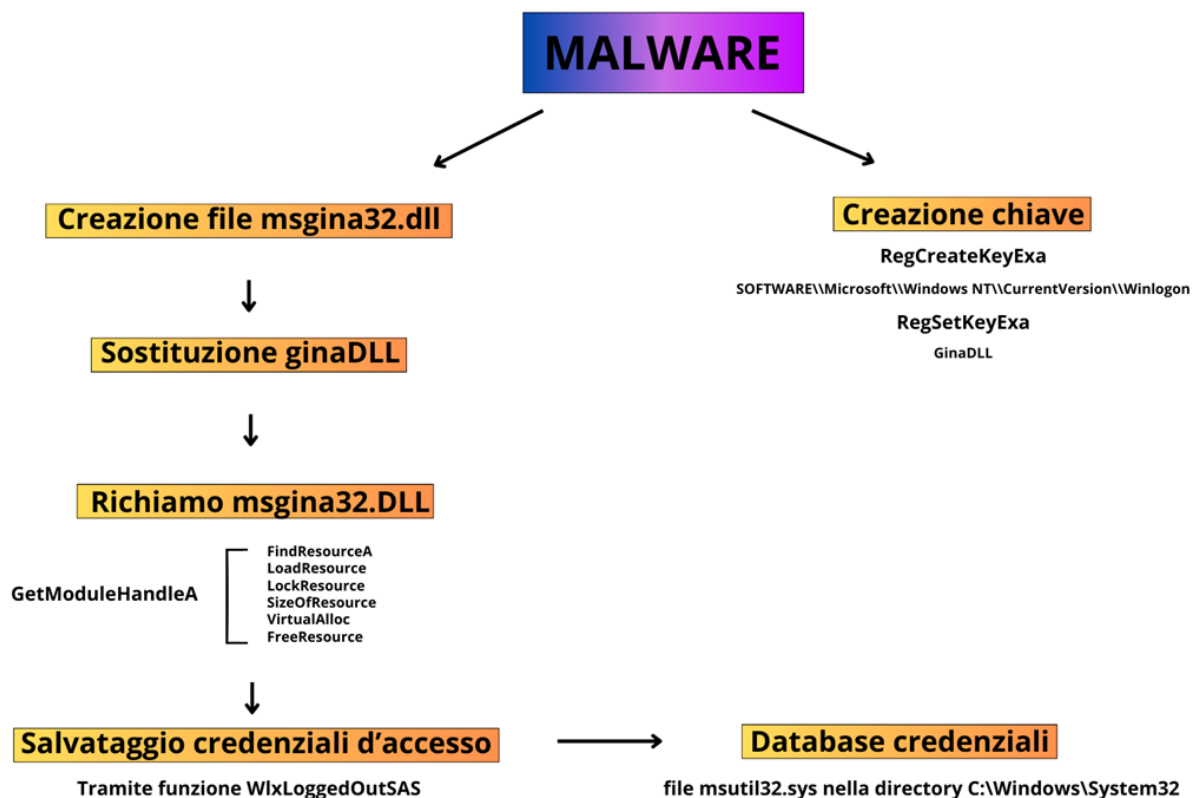 MALWARE
Creazione file msgina32.dll
Sostituzione ginaDLL
Richiamo msgina32.DLL
GetModuleHandleA
FindResourceA
LoadResource
LockResource
SizeOfResource
VirtualAlloc
FreeResource
Salvataggio credenziali d’accesso
Tramite funzione WlxLoggedOutSAS
Database credenziali
file msutil32.sys nella directory C:\Windows\System32
Creazione chiave
RegCreateKeyExa
SOFTWARE\\Microsoft\\Windows NT\\CurrentVersion\\Winlogon
RegSetKeyExa
GinaDLL